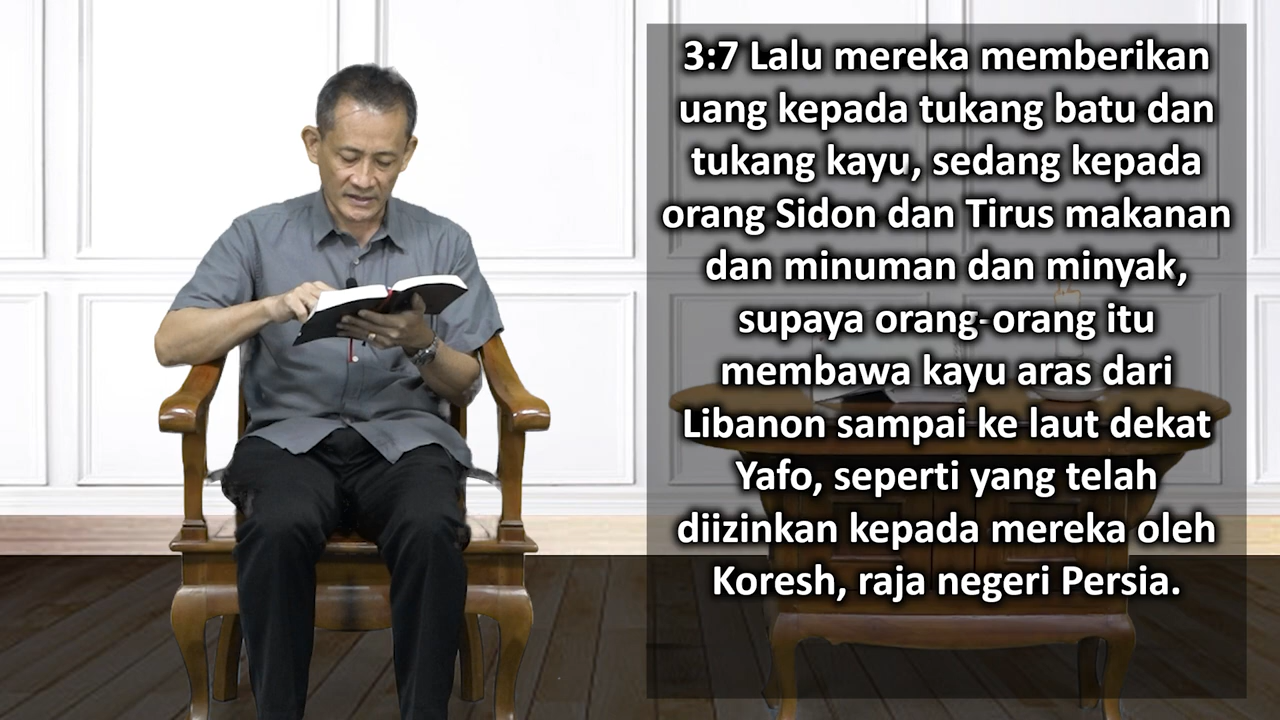 3:7 Lalu mereka memberikan
uang kepada tukang batu dan
tukang kayu, sedang kepada
orang Sidon dan Tirus makanan
dan minuman dan minyak,
supaya orang-orang itu
membawa kayu aras dari
Libanon sampai ke laut dekat
Yafo, seperti yang telah
diizinkan kepada mereka oleh
Koresh, raja negeri Persia.